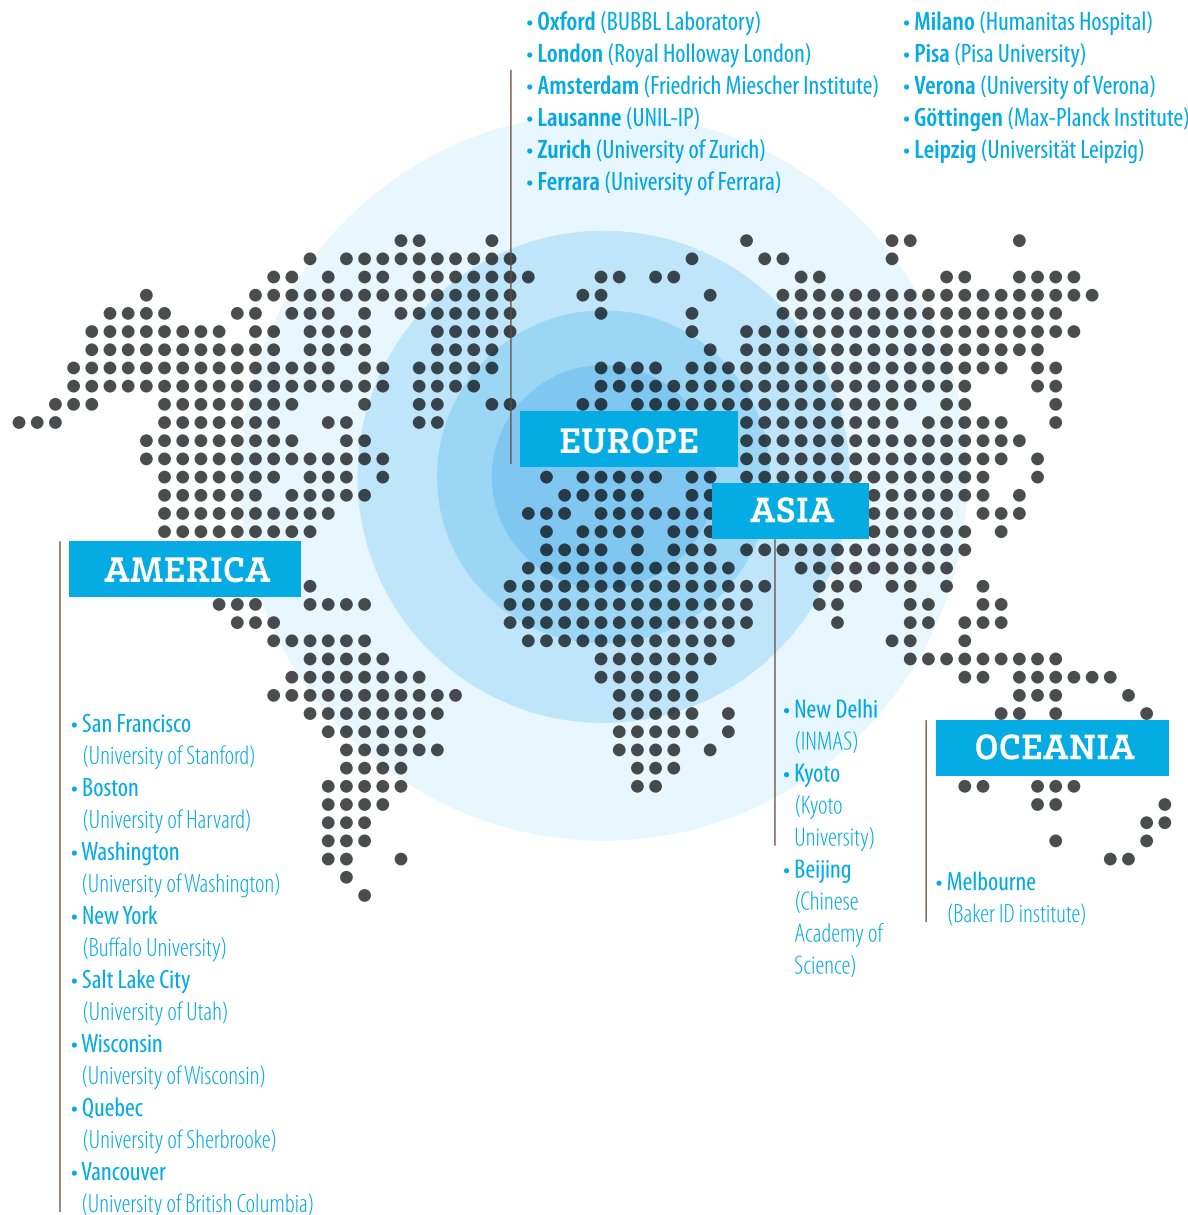 • Oxford (BUBBL Laboratory)
• London (Royal Holloway London)
• Amsterdam (Friedrich Miescher Institute)
• Lausanne (UNIL-IP)
• Zurich (University of Zurich)
• Ferrara (University of Ferrara)
• Milano (Humanitas Hospital)
• Pisa (Pisa University)
• Verona (University of Verona)
• Göttingen (Max-Planck Institute)
• Leipzig (Universität Leipzig)
EUROPE
ASIA
AMERICA
• San Francisco
(University of Stanford)
• Boston
(University of Harvard)
• Washington
(University of Washington)
• New York
(Buffalo University)
• Salt Lake City
(University of Utah)
• Wisconsin
(University of Wisconsin)
• Quebec
(University of Sherbrooke)
• Vancouver
(University of British Columbia)
• New Delhi
(INMAS)
• Kyoto
(Kyoto
University)
• Beijing
(Chinese
Academy of
Science)
OCEANIA
• Melbourne
(Baker ID institute)